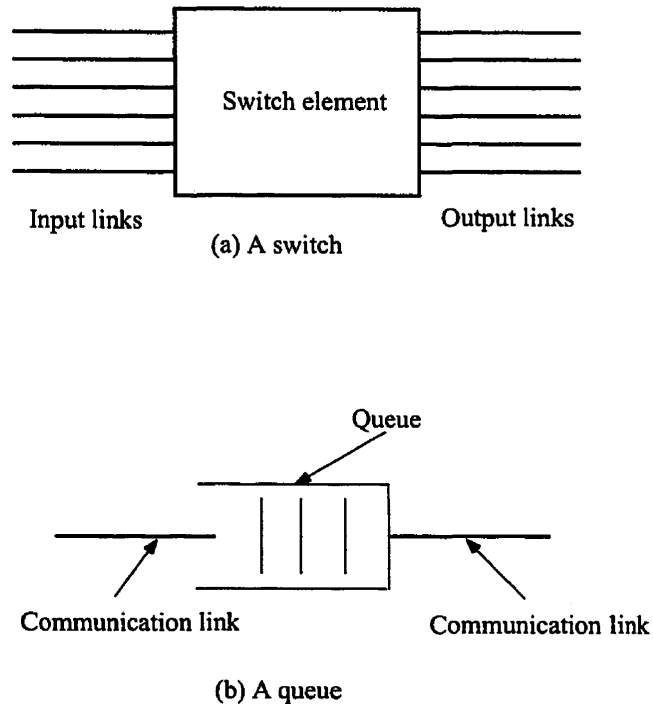 Switch element
Input links
Output links
(a) A switch
Queue
Communication link
Communication link
(b) A queue